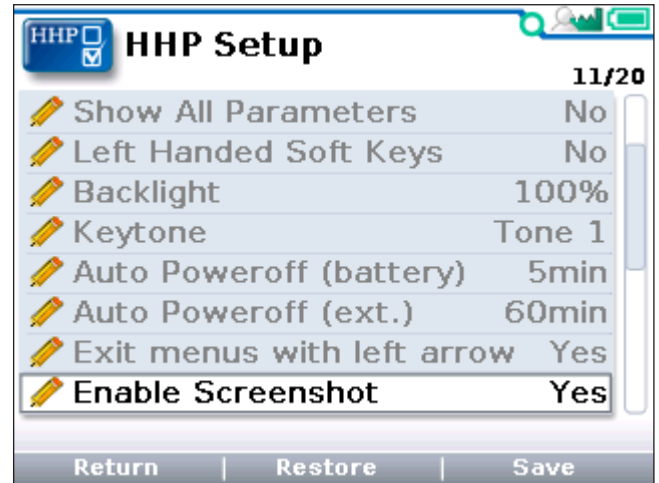 HHP
HHP Setup
11/20
Show All Parameters No
Left Handed Soft Keys No
Backlight 100%
Keytone Tone 1
Auto Poweroff (battery) 5min
Auto Poweroff (ext.) 60min
Exit menus with left arrow Yes
Enable Screenshot Yes
Return | Restore | Save